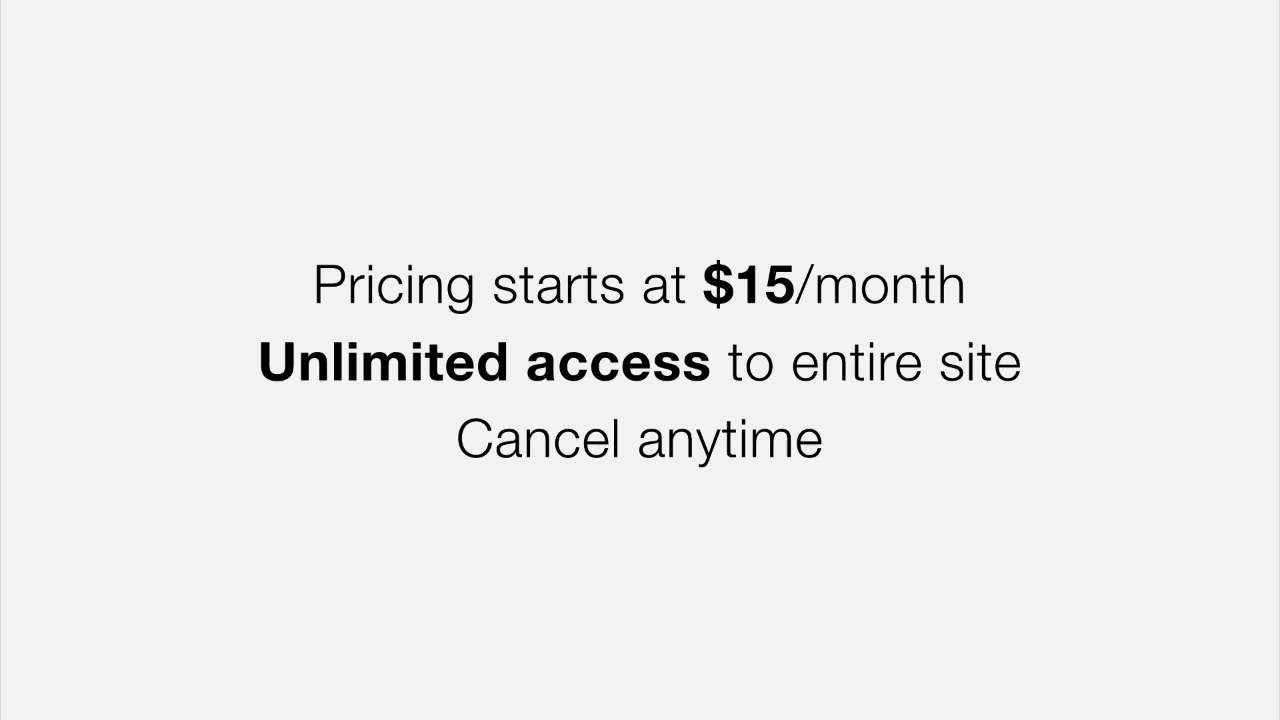 Pricing starts at $15/month
Unlimited access to entire site
Cancel anytime